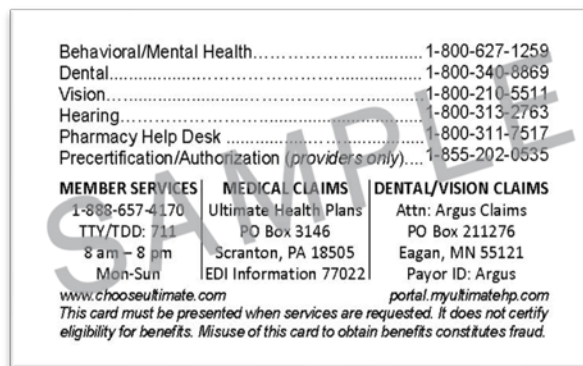 Behavioral/Mental Health............................... 1-800-627-1259
Dental........................................................ 1-800-340-8869
Vision........................................................ 1-800-210-5511
Hearing...................................................... 1-800-313-2763
Pharmacy Help Desk................................... 1-800-311-7517
Precertification/Authorization (providers only).... 1-855-202-0535
MEMBER SERVICES
1-888-657-4170
TTY/TDD: 711
8 am – 8 pm
Mon-Sun
MEDICAL CLAIMS
Ultimate Health Plans
PO Box 3146
Scranton, PA 18505
EDI Information 77022
DENTAL/VISION CLAIMS
Attn: Argus Claims
PO Box 211276
Eagan, MN 55121
Payor ID: Argus
www.chooseultimate.com portal.myultimatehp.com
This card must be presented when services are requested. It does not certify
eligibility for benefits. Misuse of this card to obtain benefits constitutes fraud.
SAMPLE